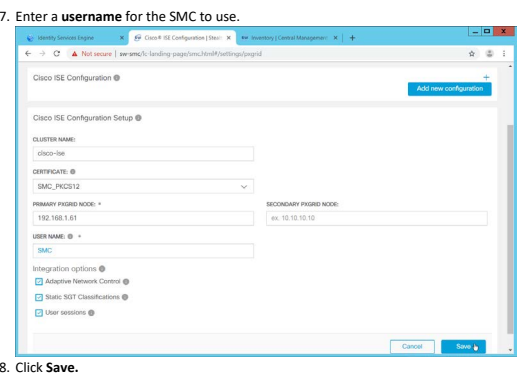 7. Enter a username for the SMC to use.
Identity Services Engine
Cisco® ISE Configuration | Stealt
Inventory | Central Management
Not secure | sw-smc/lc-landing-page/smc.html#/settings/pxgrid
Cisco ISE Configuration
Add new configuration
Cisco ISE Configuration Setup
CLUSTER NAME:
cisco-ise
CERTIFICATE:
SMC_PKCS12
PRIMARY PXGRID NODE: * SECONDARY PXGRID NODE:
192.168.1.61 ex. 10.10.10.10
USER NAME: *
SMC
Integration options
Adaptive Network Control
Static SGT Classifications
User sessions
Cancel Save
8. Click Save.